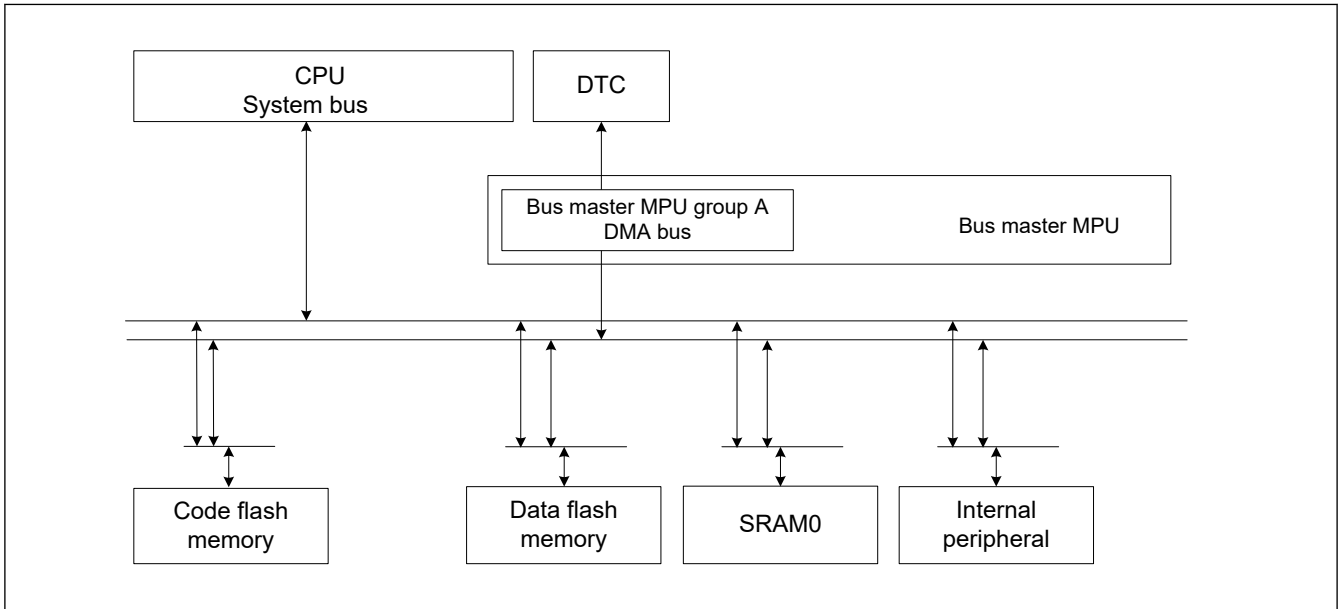 CPU
System bus
DTC
Bus master MPU group A
DMA bus
Bus master MPU
Code flash
memory
Data flash
memory
SRAM0
Internal
peripheral